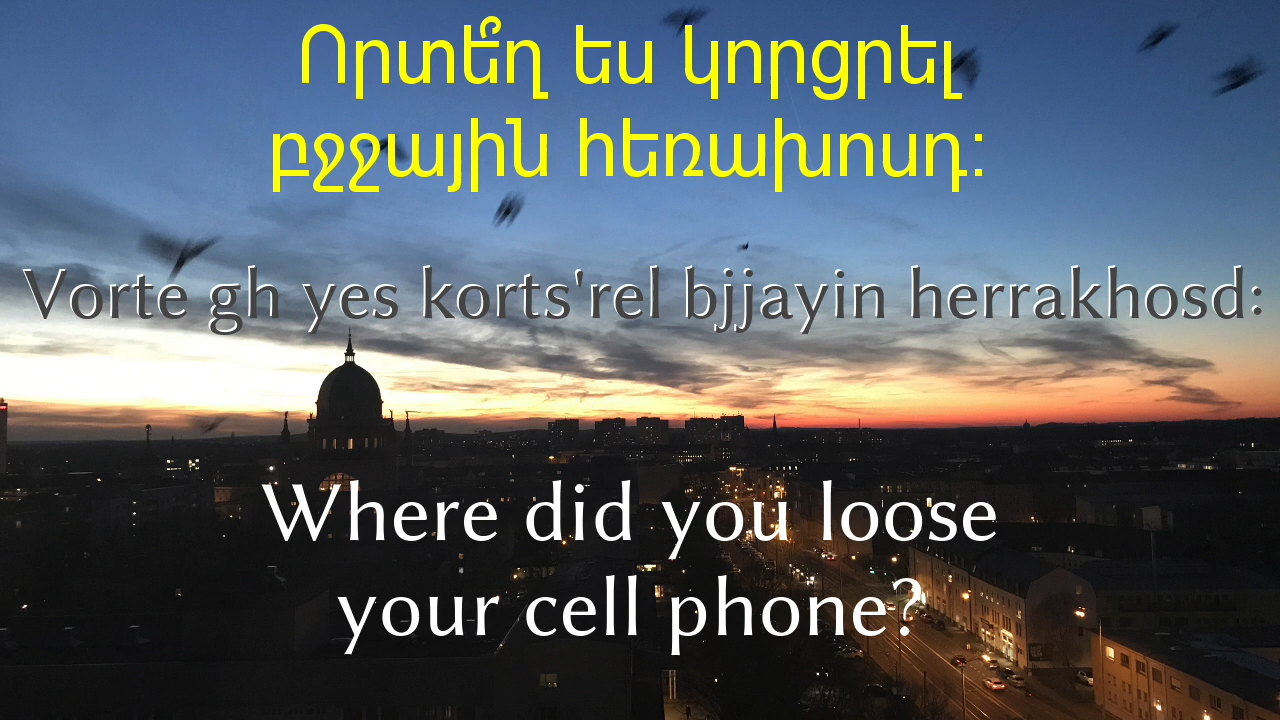 Որտե՞ղ ես կորցրել
բջջային հեռախոսդ:
Vorte gh yes korts'rel bjjayin herrakhosd:
Where did you loose
your cell phone?